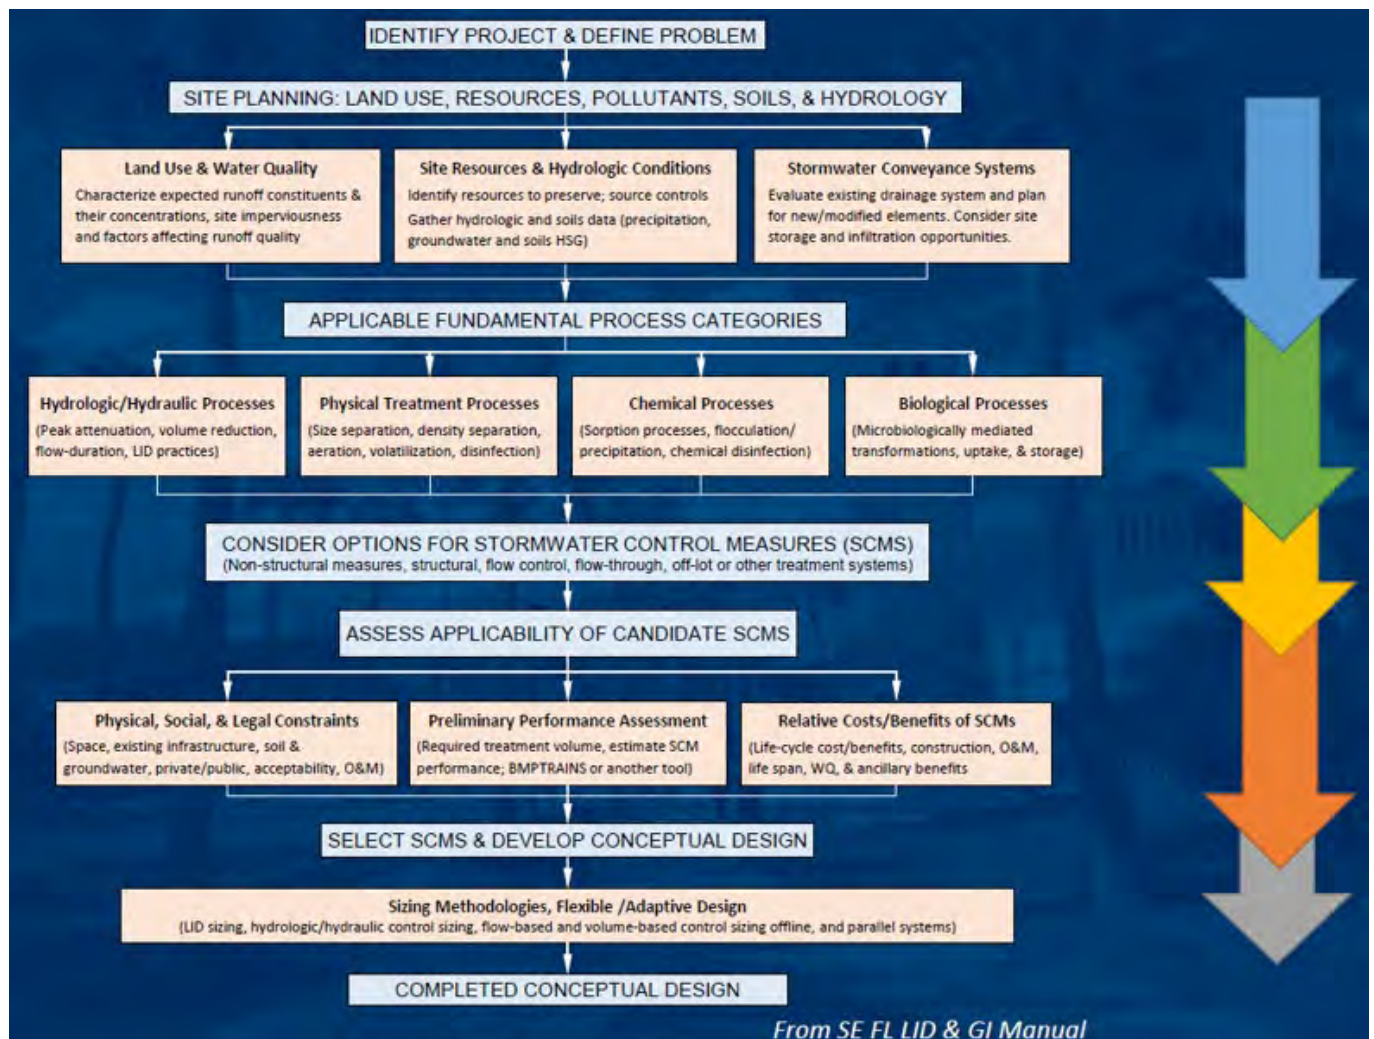 IDENTIFY PROJECT & DEFINE PROBLEM
SITE PLANNING: LAND USE, RESOURCES, POLLUTANTS, SOILS, & HYDROLOGY
Land Use & Water Quality
Characterize expected runoff constituents &
their concentrations, site imperviousness
and factors affecting runoff quality
Site Resources & Hydrologic Conditions
Identify resources to preserve; source controls
Gather hydrologic and soils data (precipitation,
groundwater and soils HSG)
Stormwater Conveyance Systems
Evaluate existing drainage system and plan
for new/modified elements. Consider site
storage and infiltration opportunities.
APPLICABLE FUNDAMENTAL PROCESS CATEGORIES
Hydrologic/Hydraulic Processes
(Peak attenuation, volume reduction,
flow-duration, LID practices)
Physical Treatment Processes
(Size separation, density separation,
aeration, volatilization, disinfection)
Chemical Processes
(Sorption processes, flocculation/
precipitation, chemical disinfection)
Biological Processes
(Microbiologically mediated
transformations, uptake, & storage)
CONSIDER OPTIONS FOR STORMWATER CONTROL MEASURES (SCMS)
(Non-structural measures, structural, flow control, flow-through, off-lot or other treatment systems)
ASSESS APPLICABILITY OF CANDIDATE SCMS
Physical, Social, & Legal Constraints
(Space, existing infrastructure, soil &
groundwater, private/public, acceptability, O&M)
Preliminary Performance Assessment
(Required treatment volume, estimate SCM
performance; BMPTRAINS or another tool)
Relative Costs/Benefits of SCMs
(Life-cycle cost/benefits, construction, O&M,
life span, WQ, & ancillary benefits
SELECT SCMS & DEVELOP CONCEPTUAL DESIGN
Sizing Methodologies, Flexible /Adaptive Design
(LID sizing, hydrologic/hydraulic control sizing, flow-based and volume-based control sizing offline, and parallel systems)
COMPLETED CONCEPTUAL DESIGN
From SE FL LID & GI Manual